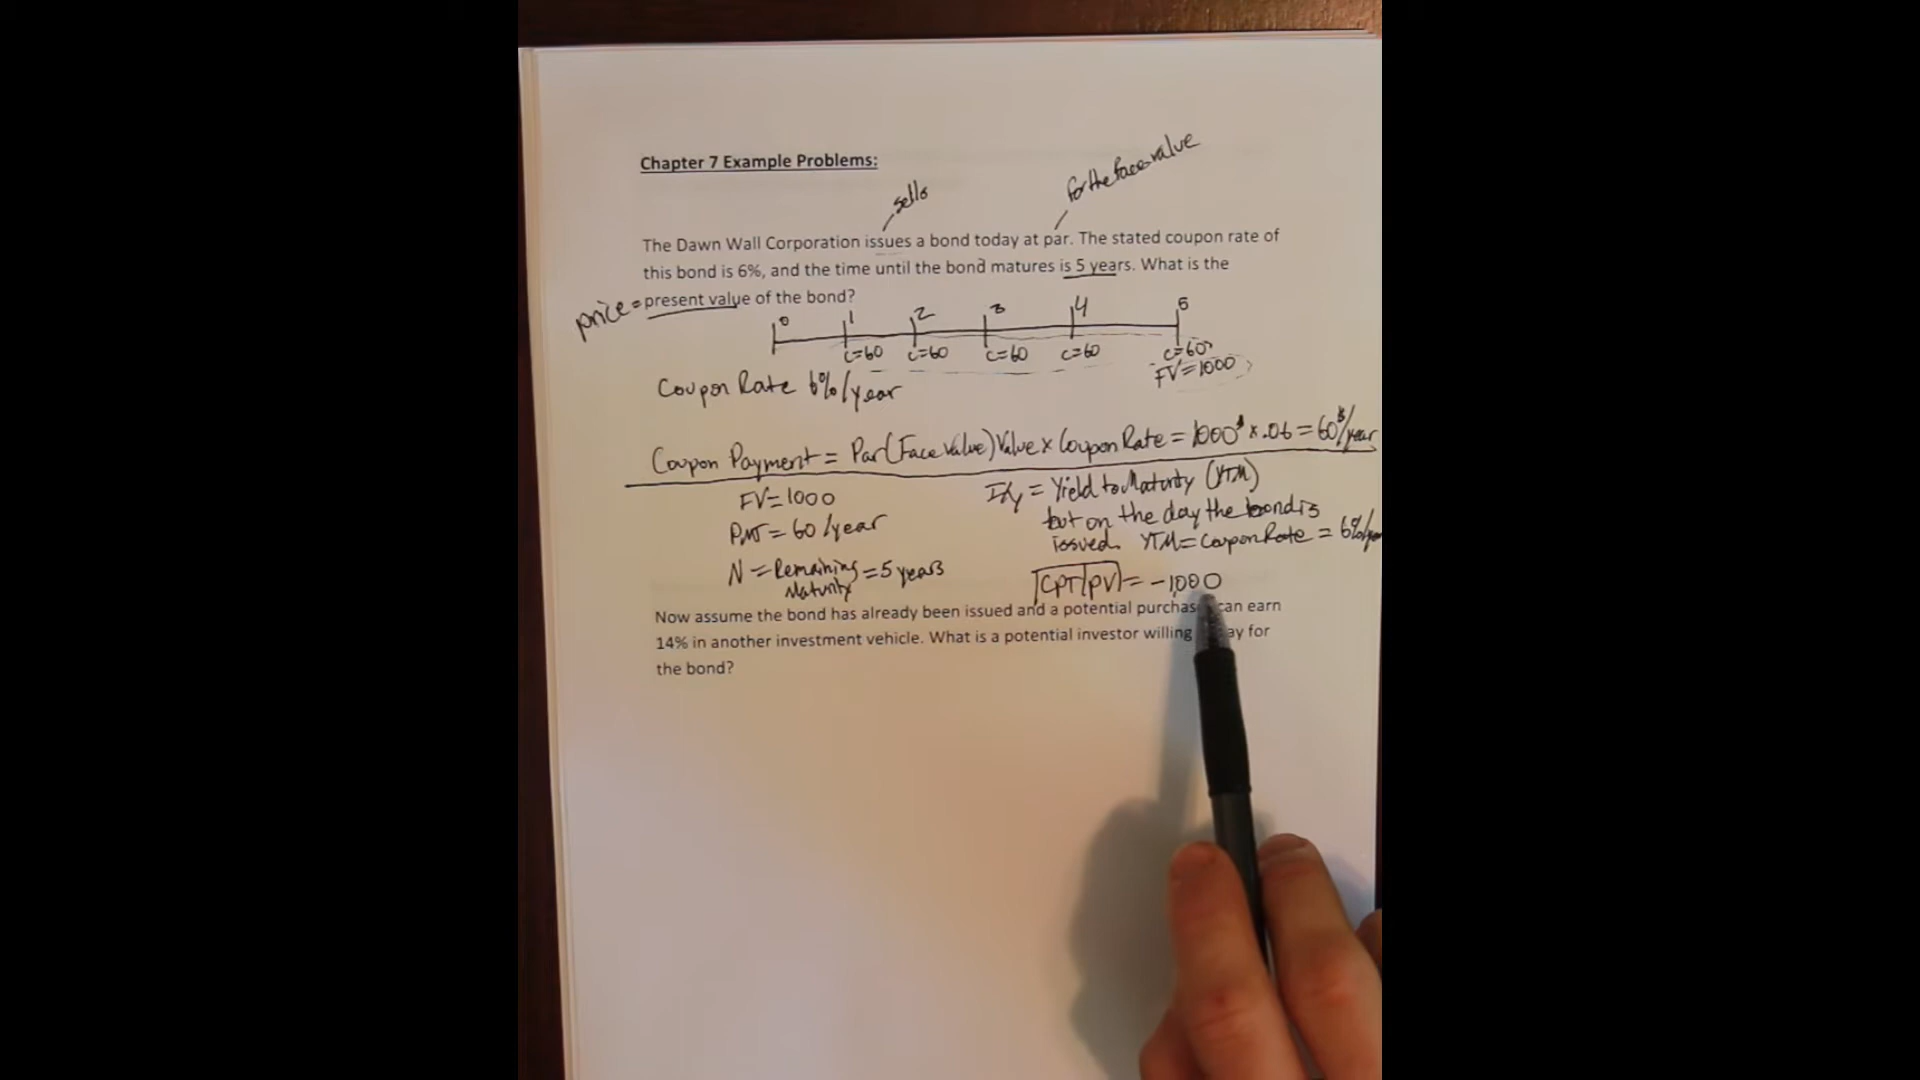 Chapter 7 Example Problems:
sells
for the Face value
The Dawn Wall Corporation issues a bond today at par. The stated coupon rate of
this bond is 6%, and the time until the bond matures is 5 years. What is the
price = present value of the bond?
0 1 2 3 4 5
C=60 C=60 C=60 C=60 C=60
FV=1000
Coupon Rate 6%/year
Coupon Payment = Par (Face Value) Value x Coupon Rate = 1000$ * .06 = 60$/year
FV=1000
PMT = 60/year
N = Remaining Maturity = 5 years
I/y = Yield to Maturity (YTM)
but on the day the bond is
issued. YTM = Coupon Rate = 6%/
CPT PV = -1,000
Now assume the bond has already been issued and a potential can earn
14% in another investment vehicle. What is a potential investor willing for
the bond?